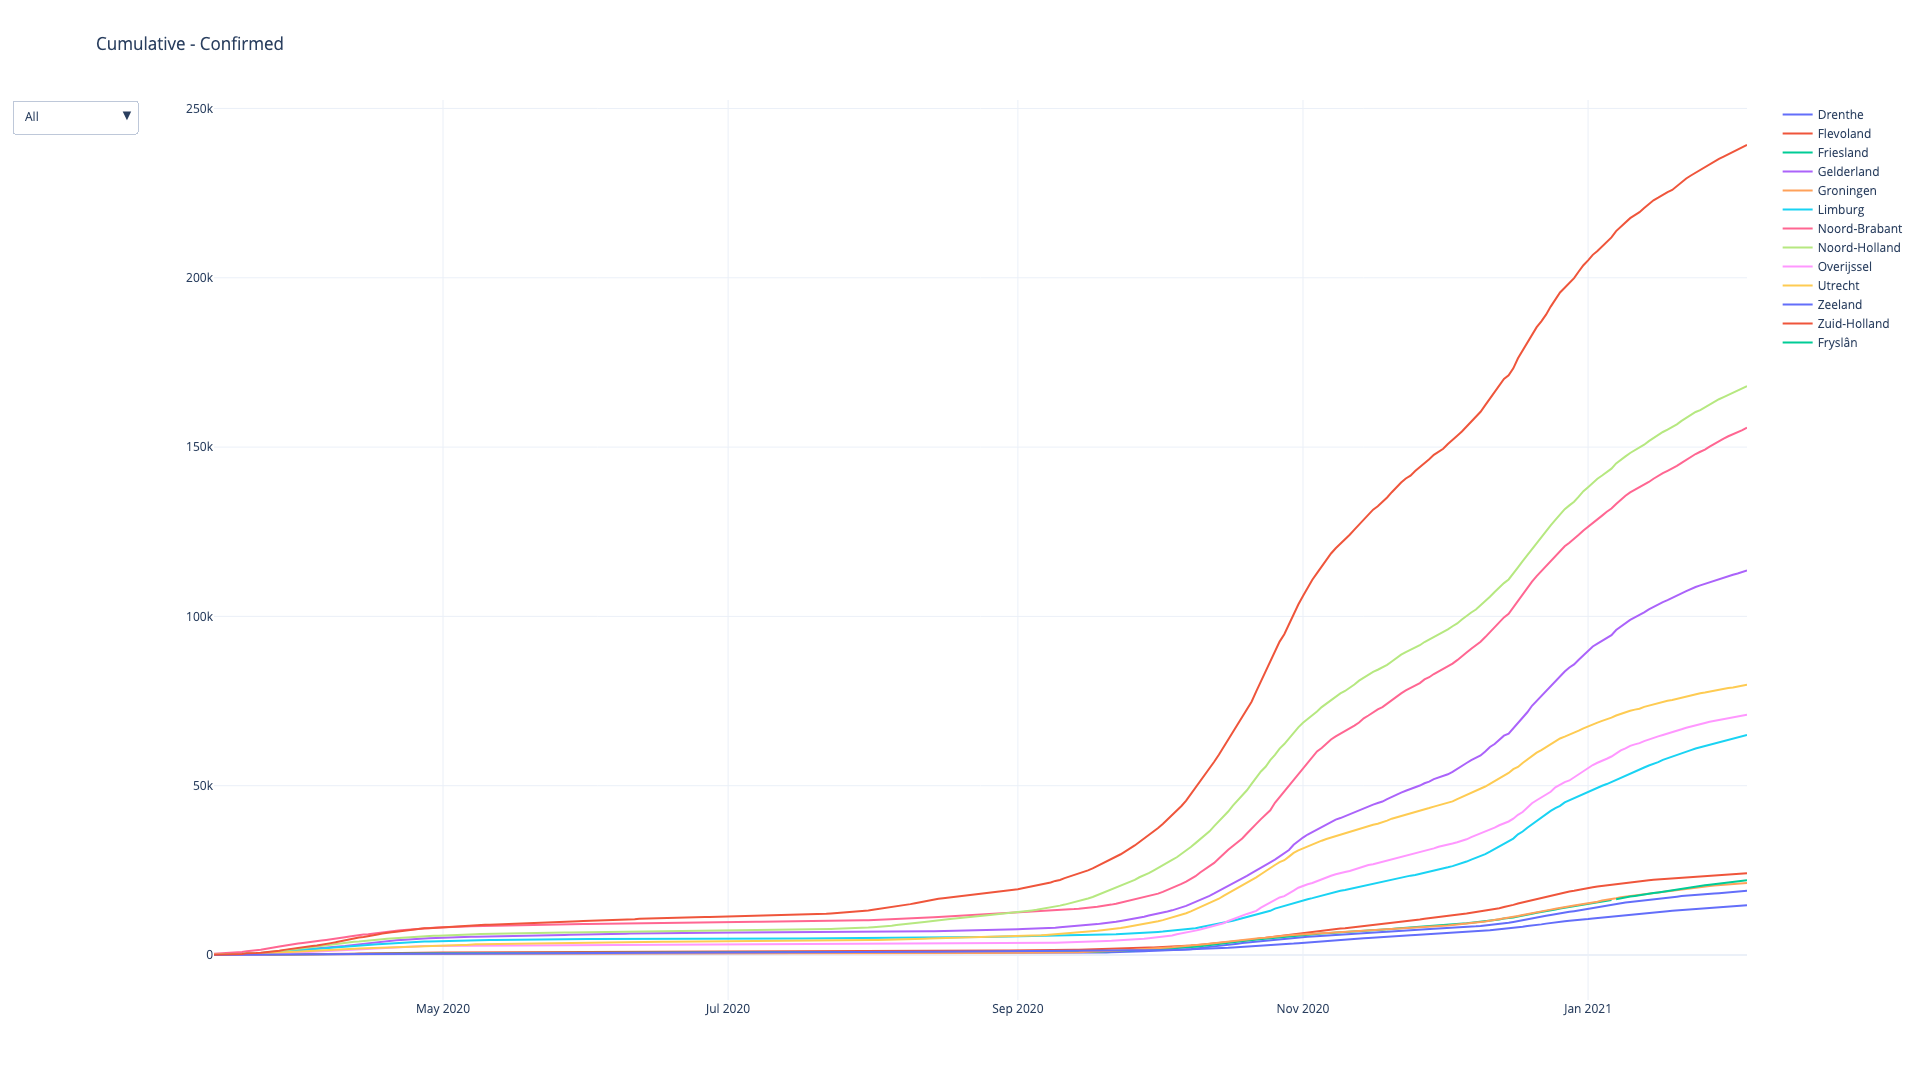 Cumulative - Confirmed
All ▼
250k
200k
150k
100k
50k
0
May 2020
Jul 2020
Sep 2020
Nov 2020
Jan 2021
Drenthe
Flevoland
Friesland
Gelderland
Groningen
Limburg
Noord-Brabant
Noord-Holland
Overijssel
Utrecht
Zeeland
Zuid-Holland
Fryslân